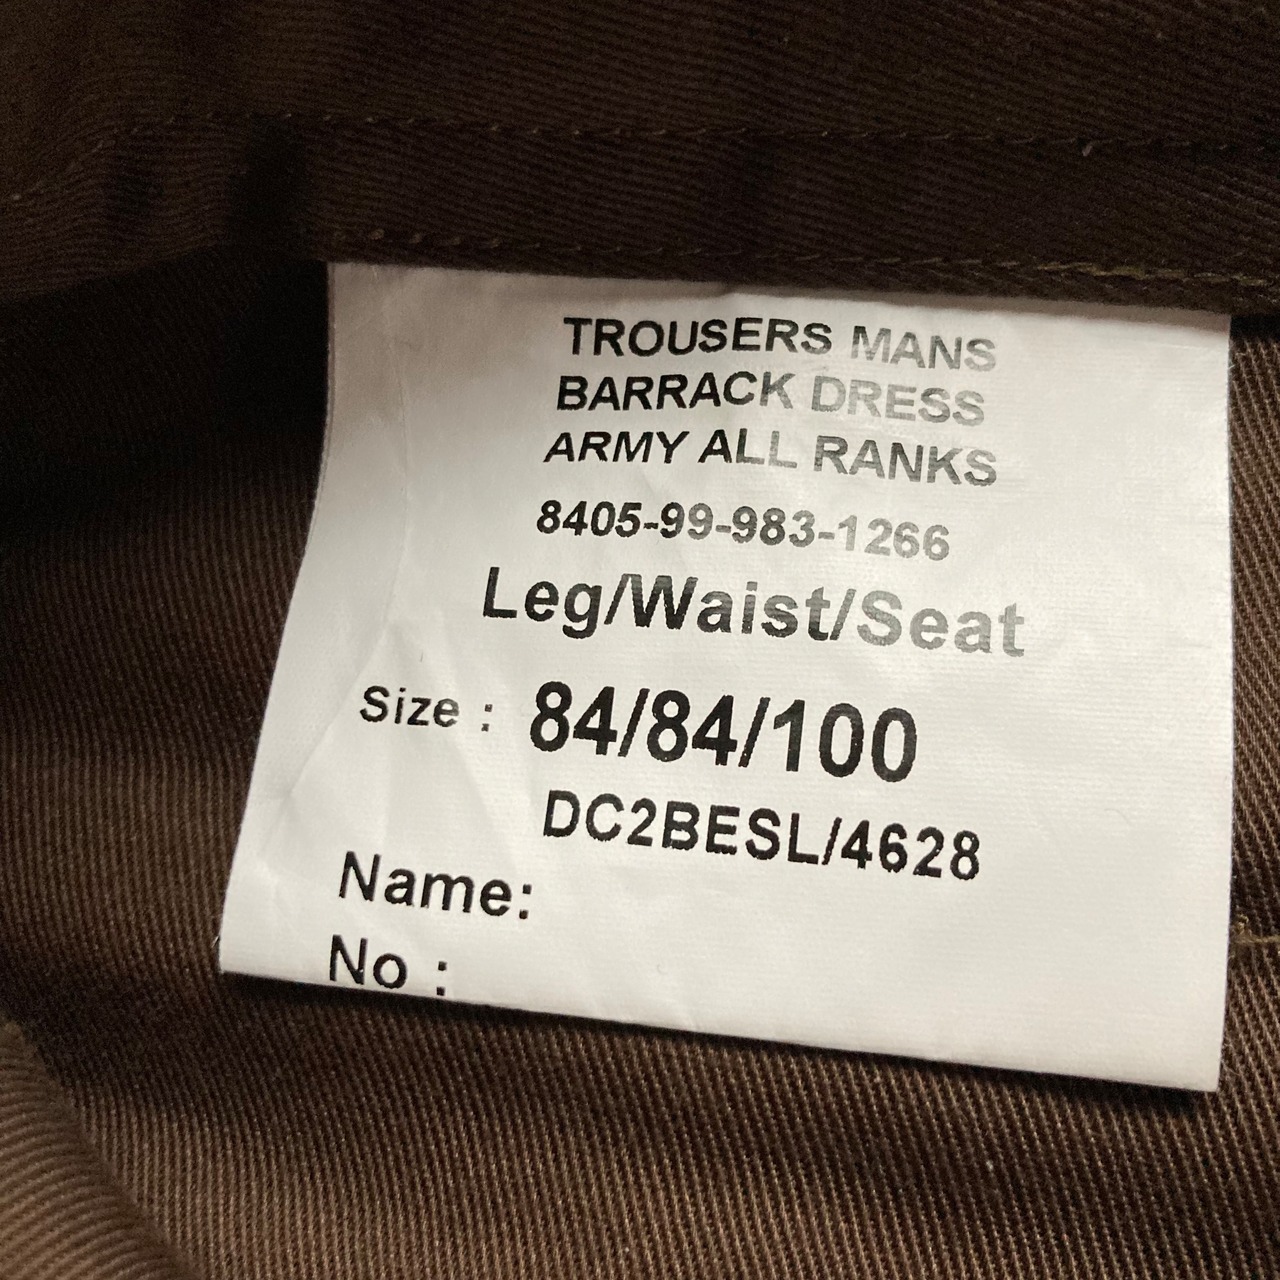 TROUSERS MANS
BARRACK DRESS
ARMY ALL RANKS
8405-99-983-1266
Leg/Waist/Seat
Size : 84/84/100
DC2BESL/4628
Name:
No :